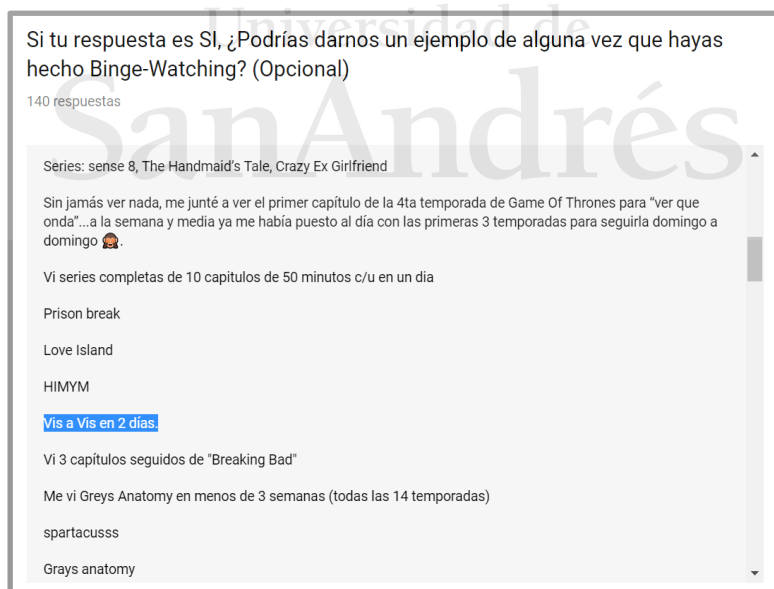 Universidad de
SanAndrés
Si tu respuesta es SI, ¿Podrías darnos un ejemplo de alguna vez que hayas
hecho Binge-Watching? (Opcional)
140 respuestas
Series: sense 8, The Handmaid’s Tale, Crazy Ex Girlfriend
Sin jamás ver nada, me junté a ver el primer capítulo de la 4ta temporada de Game Of Thrones para “ver que
onda”...a la semana y media ya me había puesto al día con las primeras 3 temporadas para seguirla domingo a
domingo 🙈.
Vi series completas de 10 capitulos de 50 minutos c/u en un dia
Prison break
Love Island
HIMYM
Vis a Vis en 2 días.
Vi 3 capítulos seguidos de "Breaking Bad"
Me vi Greys Anatomy en menos de 3 semanas (todas las 14 temporadas)
spartacusss
Grays anatomy